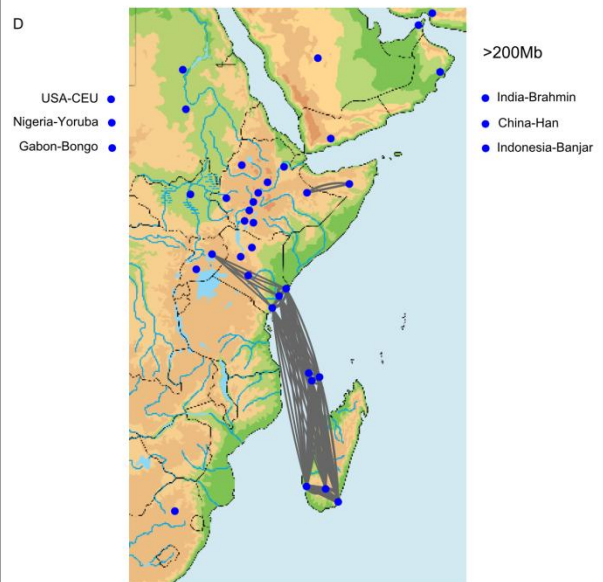 D
>200Mb
USA-CEU
Nigeria-Yoruba
Gabon-Bongo
India-Brahmin
China-Han
Indonesia-Banjar